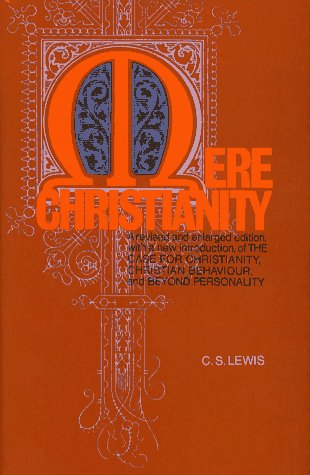 MERE
CHRISTIANITY
A revised and enlarged edition,
with a new introduction, of THE
CASE FOR CHRISTIANITY,
CHRISTIAN BEHAVIOUR,
and BEYOND PERSONALITY
C. S. LEWIS